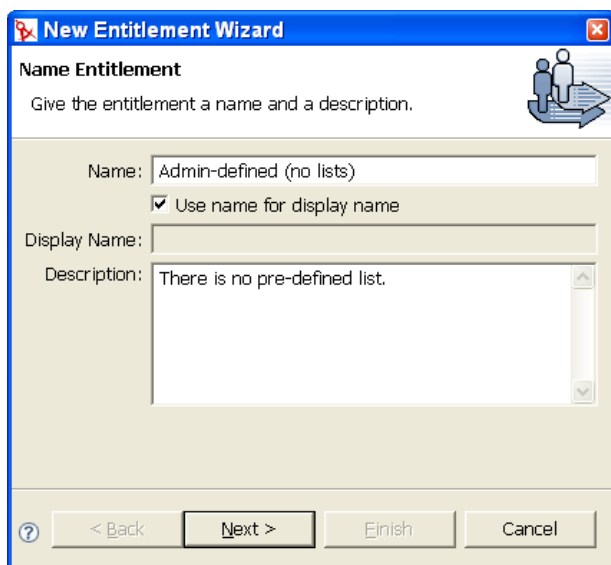 New Entitlement Wizard
Name Entitlement
Give the entitlement a name and a description.
Name: Admin-defined (no lists)
Use name for display name
Display Name:
Description: There is no pre-defined list.
? < Back Next > Finish Cancel